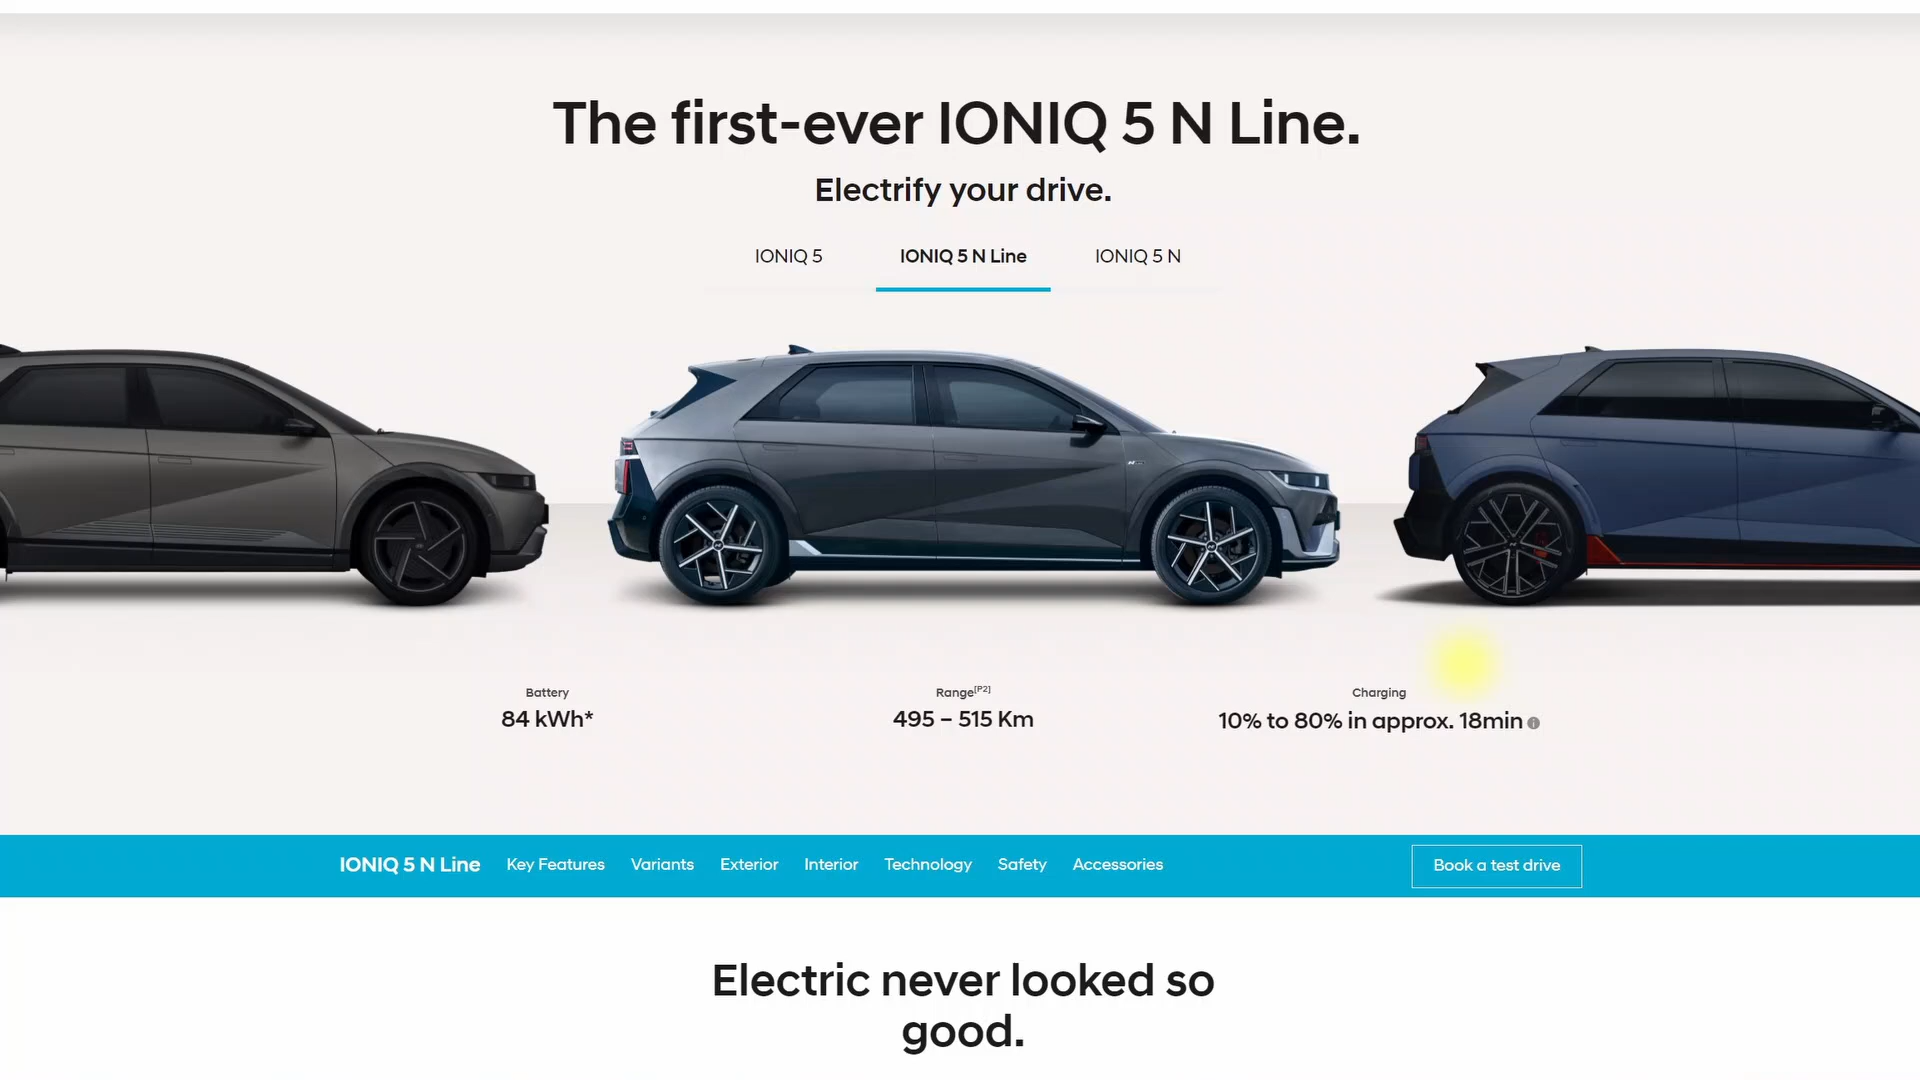 The first-ever IONIQ 5 N Line.
Electrify your drive.
IONIQ 5 IONIQ 5 N Line IONIQ 5 N
Battery Range[P2] Charging
84 kWh* 495 – 515 Km 10% to 80% in approx. 18min
IONIQ 5 N Line Key Features Variants Exterior Interior Technology Safety Accessories Book a test drive
Electric never looked so
good.